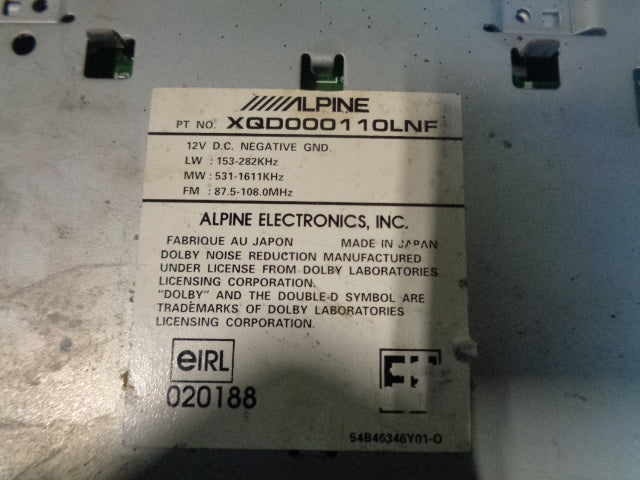 ALPINE
PT NO. XQD000110LNF
12V D.C. NEGATIVE GND.
LW : 153-282KHz
MW : 531-1611KHz
FM : 87.5-108.0MHz
ALPINE ELECTRONICS, INC.
FABRIQUE AU JAPON MADE IN JAPAN
DOLBY NOISE REDUCTION MANUFACTURED
UNDER LICENSE FROM DOLBY LABORATORIES
LICENSING CORPORATION.
"DOLBY" AND THE DOUBLE-D SYMBOL ARE
TRADEMARKS OF DOLBY LABORATORIES
LICENSING CORPORATION.
eIRL
020188
54B46346Y01-O